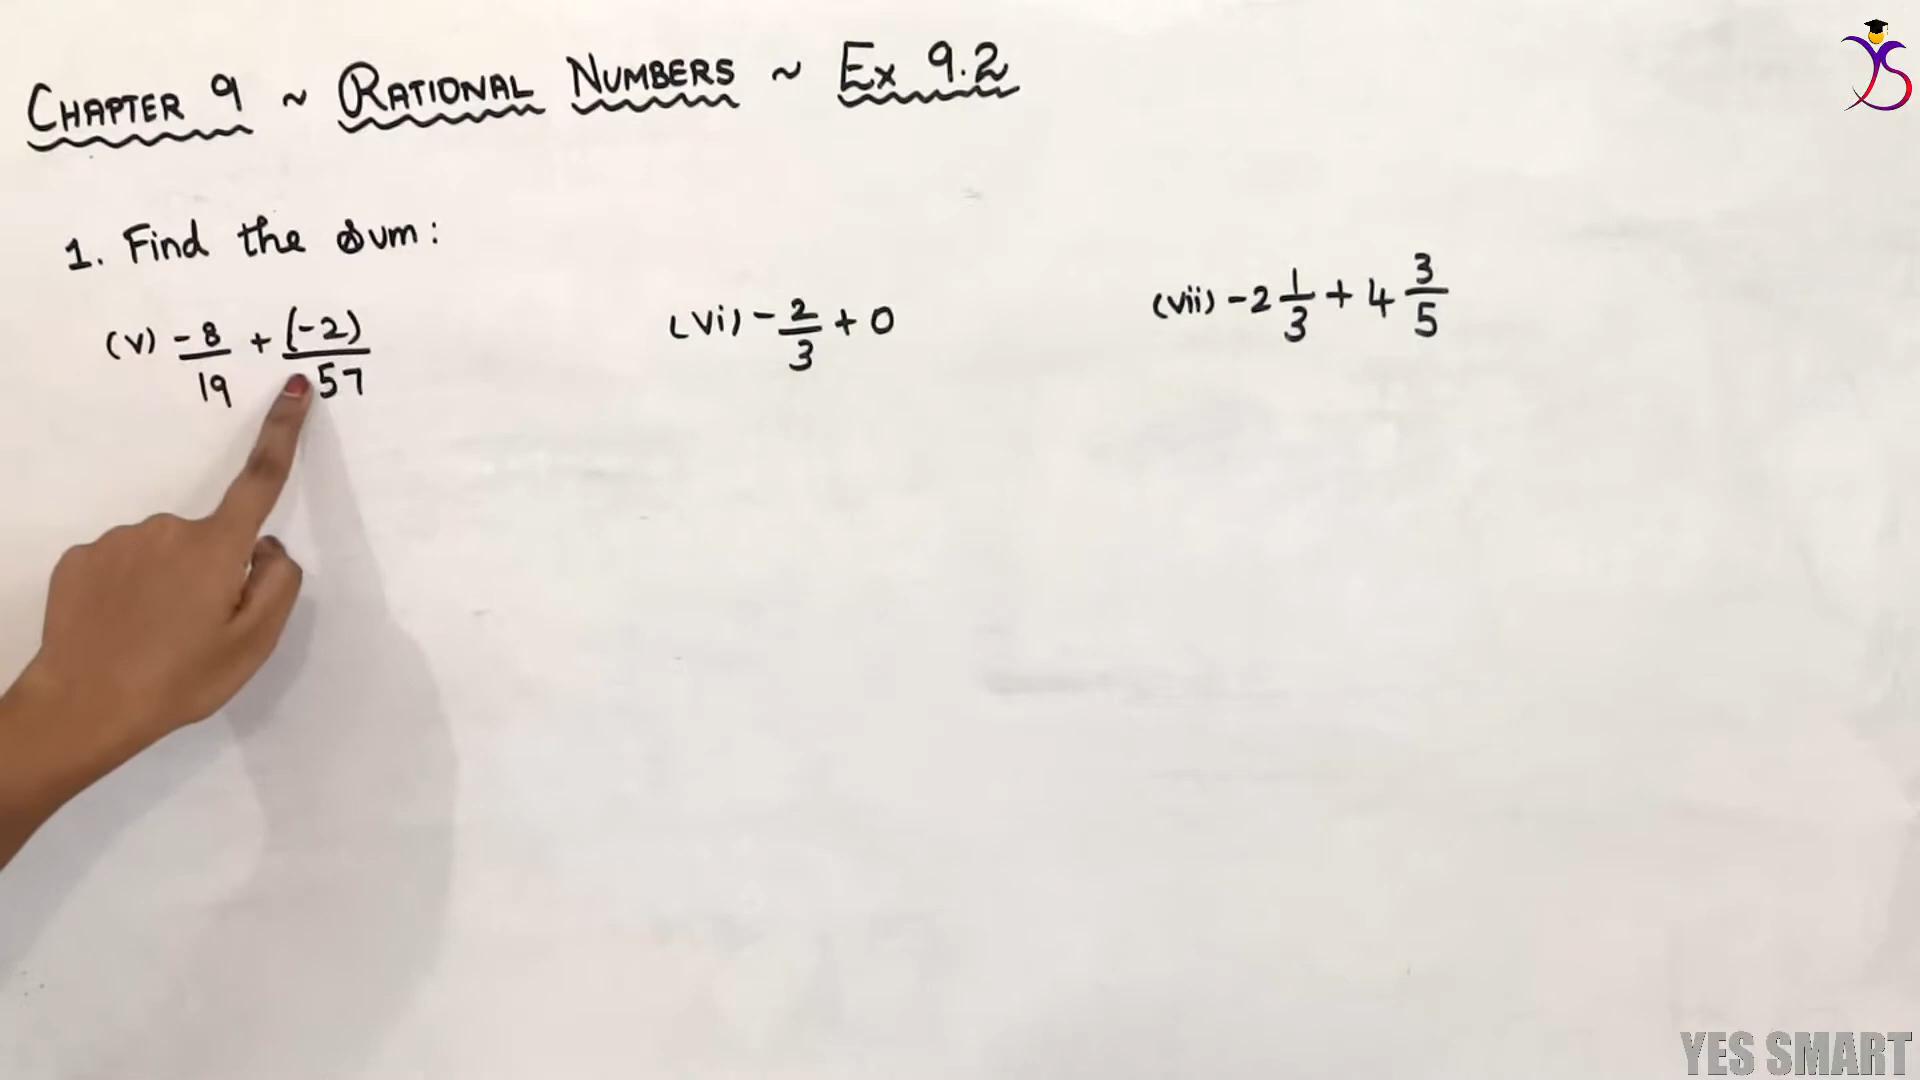 CHAPTER 9 ~ RATIONAL NUMBERS ~ Ex 9.2
1. Find the sum:
(v) -8/19 + (-2)/57
(vi) -2/3 + 0
(vii) -2 1/3 + 4 3/5
YES SMART